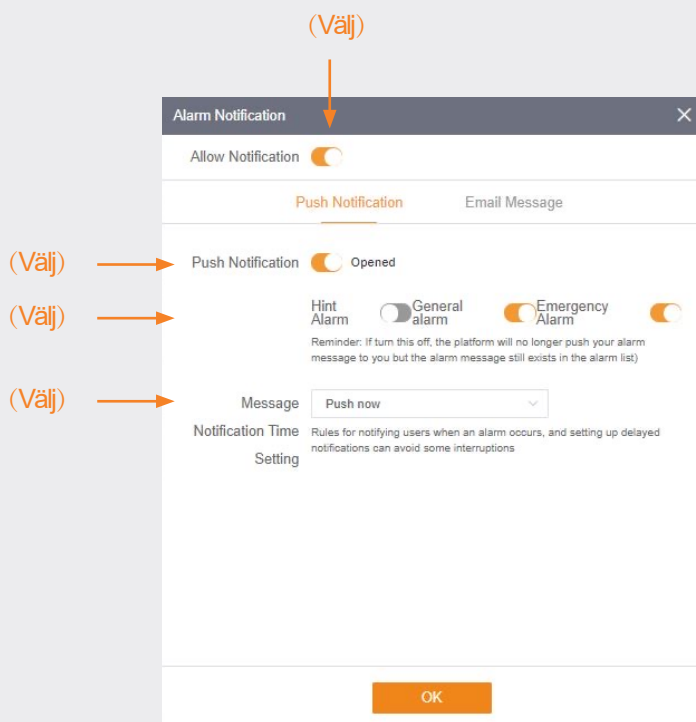 (Välj)
Alarm Notification
Allow Notification
Push Notification Email Message
(Välj) Push Notification Opened
(Välj) Hint Alarm General alarm Emergency Alarm
Reminder: If turn this off, the platform will no longer push your alarm
message to you but the alarm message still exists in the alarm list)
(Välj) Message Push now
Notification Time Rules for notifying users when an alarm occurs, and setting up delayed
Setting notifications can avoid some interruptions
OK